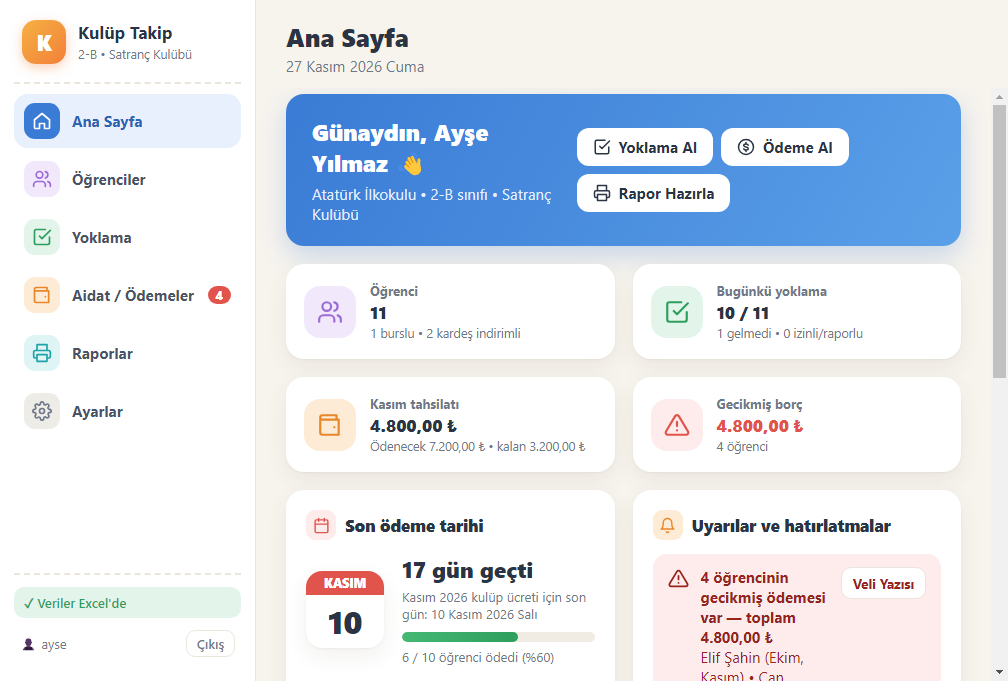 K
Kulüp Takip
2-B • Satranç Kulübü
Ana Sayfa
Öğrenciler
Yoklama
Aidat / Ödemeler 4
Raporlar
Ayarlar
✓ Veriler Excel'de
ayse
Çıkış
Ana Sayfa
27 Kasım 2026 Cuma
Günaydın, Ayşe
Yılmaz 👋
Atatürk İlkokulu • 2-B sınıfı • Satranç
Kulübü
Yoklama Al
Ödeme Al
Rapor Hazırla
Öğrenci
11
1 burslu • 2 kardeş indirimli
Bugünkü yoklama
10 / 11
1 gelmedi • 0 izinli/raporlu
Kasım tahsilatı
4.800,00 ₺
Ödenecek 7.200,00 ₺ • kalan 3.200,00 ₺
Gecikmiş borç
4.800,00 ₺
4 öğrenci
Son ödeme tarihi
KASIM
10
17 gün geçti
Kasım 2026 kulüp ücreti için son
gün: 10 Kasım 2026 Salı
6 / 10 öğrenci ödedi (%60)
Uyarılar ve hatırlatmalar
4 öğrencinin
gecikmiş ödemesi
var — toplam
4.800,00 ₺
Elif Şahin (Ekim,
Kasım) • Can
Veli Yazısı